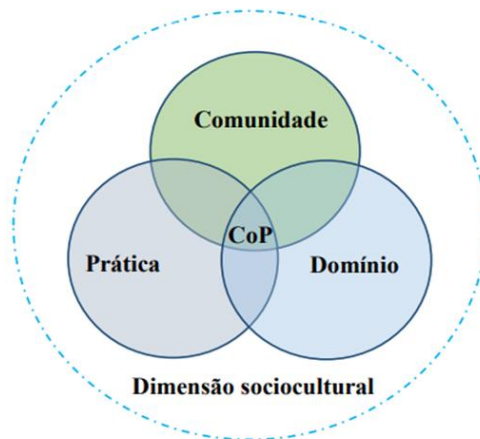 Comunidade
CoP
Prática
Domínio
Dimensão sociocultural